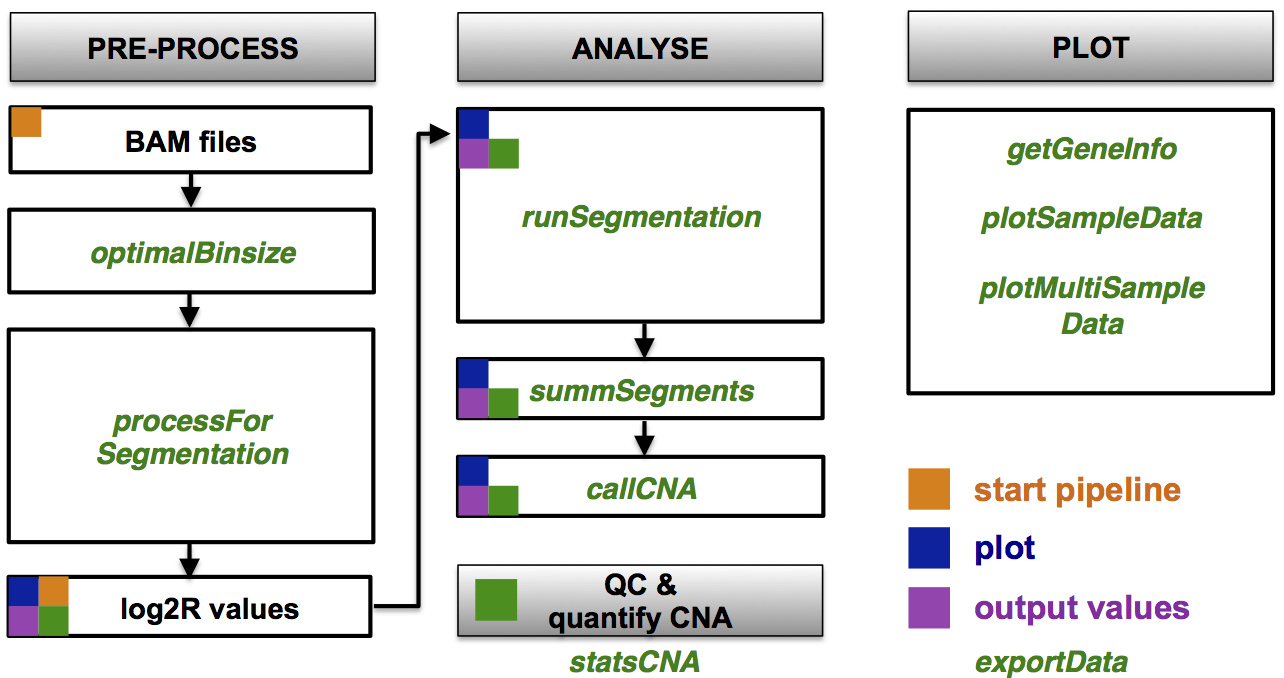 PRE-PROCESS
BAM files
optimalBinsize
processFor
Segmentation
log2R values
ANALYSE
runSegmentation
summSegments
callCNA
QC &
quantify CNA
statsCNA
PLOT
getGeneInfo
plotSampleData
plotMultiSample
Data
start pipeline
plot
output values
exportData